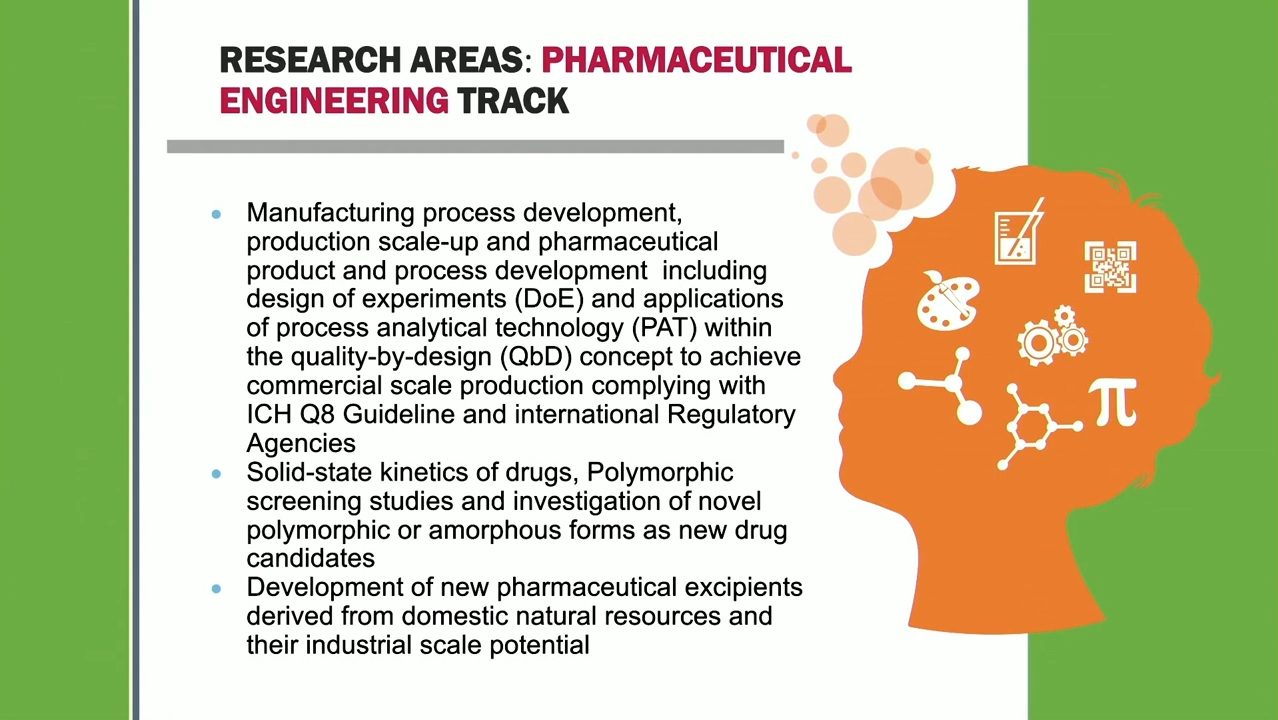 RESEARCH AREAS: PHARMACEUTICAL
ENGINEERING TRACK
• Manufacturing process development,
production scale-up and pharmaceutical
product and process development including
design of experiments (DoE) and applications
of process analytical technology (PAT) within
the quality-by-design (QbD) concept to achieve
commercial scale production complying with
ICH Q8 Guideline and international Regulatory
Agencies
• Solid-state kinetics of drugs, Polymorphic
screening studies and investigation of novel
polymorphic or amorphous forms as new drug
candidates
• Development of new pharmaceutical excipients
derived from domestic natural resources and
their industrial scale potential
π